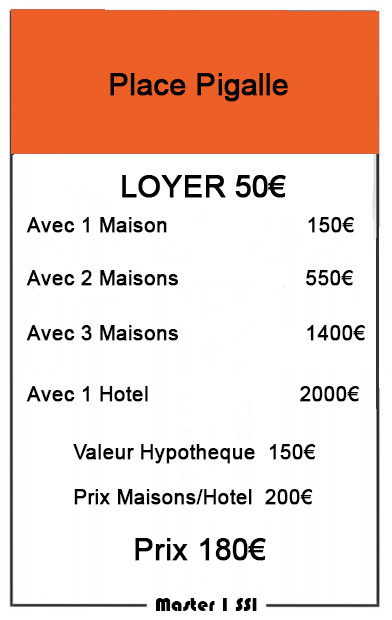 Place Pigalle
LOYER 50€
Avec 1 Maison 150€
Avec 2 Maisons 550€
Avec 3 Maisons 1400€
Avec 1 Hotel 2000€
Valeur Hypotheque 150€
Prix Maisons/Hotel 200€
Prix 180€
Master 1 SSI